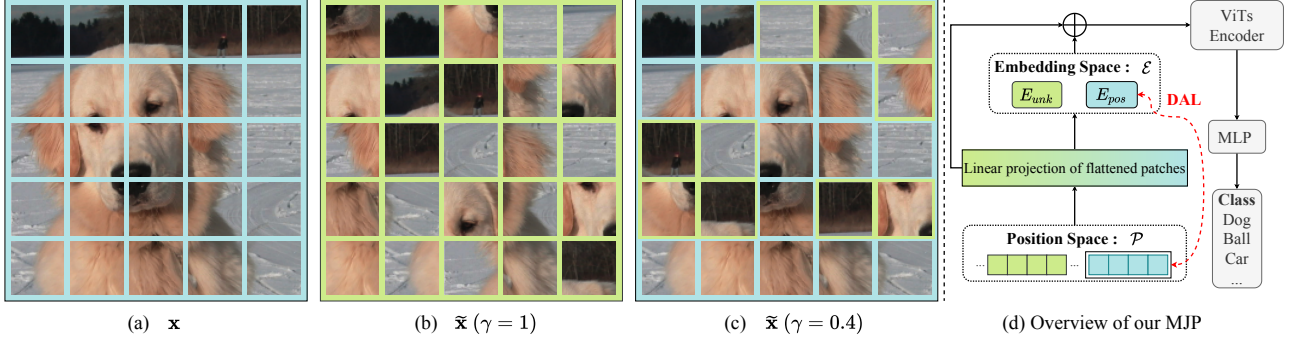 ViTs
Encoder
Embedding Space : ℰ
E_unk
E_pos
DAL
MLP
Linear projection of flattened patches
Class
Dog
Ball
Car
...
Position Space : 𝒫
... ...
(a) x
(b) x̃ (γ = 1)
(c) x̃ (γ = 0.4)
(d) Overview of our MJP